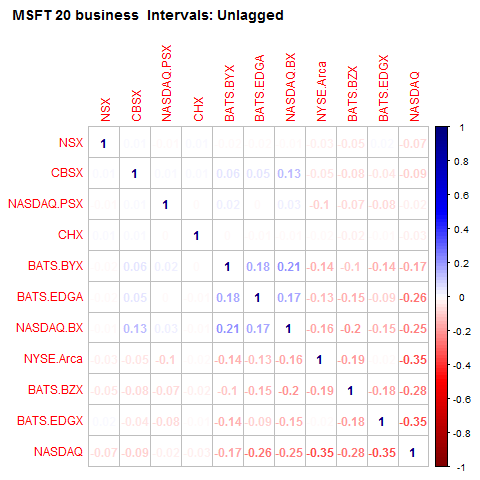 MSFT 20 business Intervals: Unlagged
NSX CBSX NASDAQ.PSX CHX BATS.BYX BATS.EDGA NASDAQ.BX NYSE.Arca BATS.BZX BATS.EDGX NASDAQ
NSX 1 -0.03 -0.05 -0.07
CBSX 1 0.06 0.05 0.13 -0.05 -0.08 -0.04 -0.09
NASDAQ.PSX 1 0.02 0.03 -0.1 -0.07 -0.08 0.02
CHX 1 -0.02 -0.03
BATS.BYX 0.06 0.02 1 0.18 0.21 -0.14 -0.1 -0.14 -0.17
BATS.EDGA 0.05 0.18 1 0.17 -0.13 -0.15 -0.09 -0.26
NASDAQ.BX 0.13 0.03 0.21 0.17 1 -0.16 -0.2 -0.15 -0.25
NYSE.Arca -0.03 -0.05 -0.1 -0.14 -0.13 -0.16 1 -0.19 -0.35
BATS.BZX -0.05 -0.08 -0.07 -0.02 -0.1 -0.15 -0.2 -0.19 1 -0.18 -0.28
BATS.EDGX -0.04 -0.08 -0.14 -0.09 -0.15 -0.18 1 -0.35
NASDAQ -0.07 -0.09 -0.02 -0.03 -0.17 -0.26 -0.25 -0.35 -0.28 -0.35 1
1
0.8
0.6
0.4
0.2
0
-0.2
-0.4
-0.6
-0.8
-1